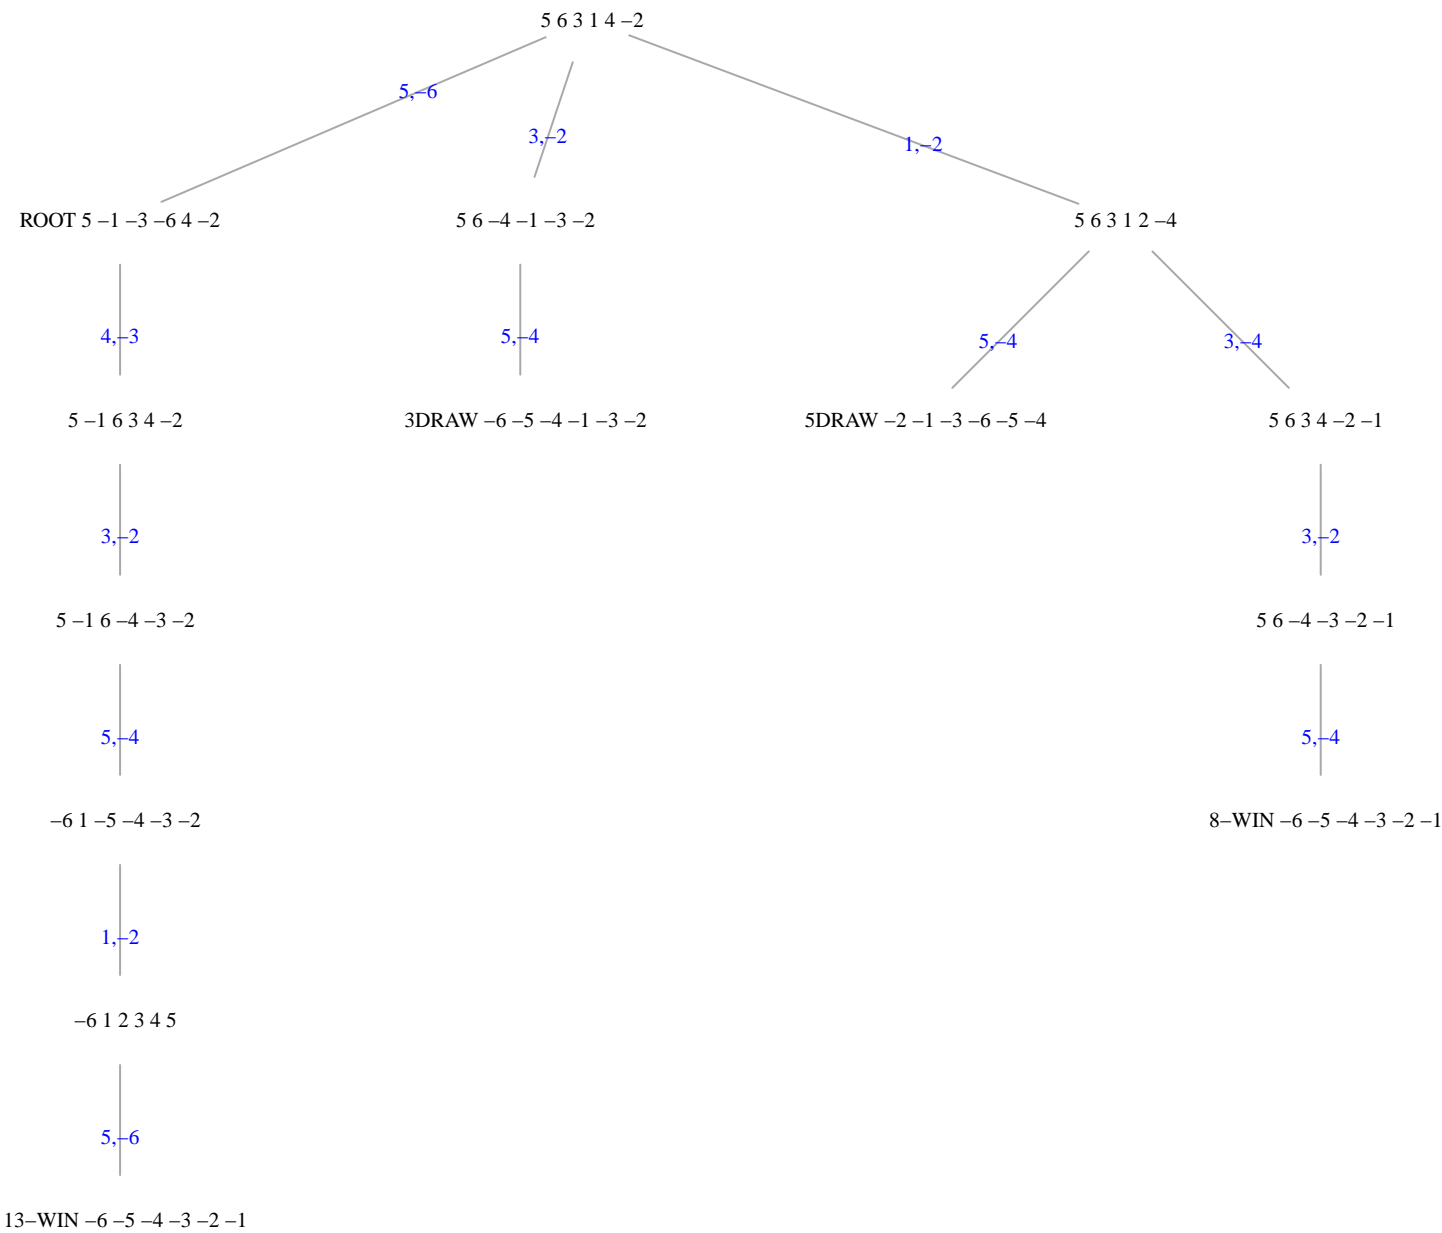 5 6 3 1 4 –2
5,–6
3,–2
1,–2
ROOT 5 –1 –3 –6 4 –2
5 6 –4 –1 –3 –2
5 6 3 1 2 –4
4,–3
5,–4
5,–4
3,–4
5 –1 6 3 4 –2
3DRAW –6 –5 –4 –1 –3 –2
5DRAW –2 –1 –3 –6 –5 –4
5 6 3 4 –2 –1
3,–2
3,–2
5 –1 6 –4 –3 –2
5 6 –4 –3 –2 –1
5,–4
5,–4
–6 1 –5 –4 –3 –2
8–WIN –6 –5 –4 –3 –2 –1
1,–2
–6 1 2 3 4 5
5,–6
13–WIN –6 –5 –4 –3 –2 –1